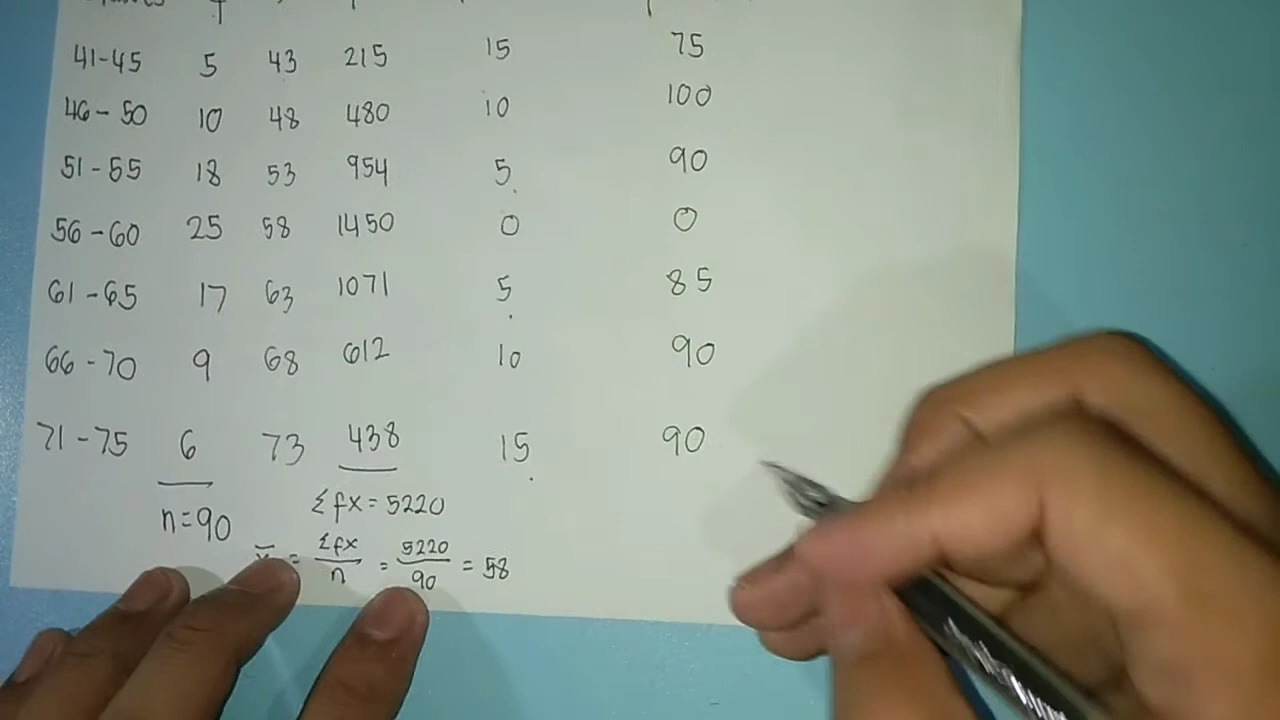 f
41-45 5 43 215 15 75
46-50 10 48 480 10 100
51-55 18 53 954 5 90
56-60 25 58 1450 0 0
61-65 17 63 1071 5 85
66-70 9 68 612 10 90
71-75 6 73 438 15 90
Σfx = 5220
n=90
= Σfx/n = 5220/90 = 58